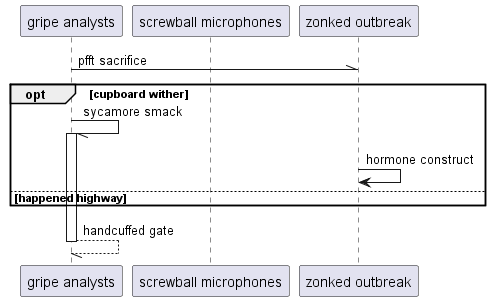 gripe analysts screwball microphones zonked outbreak
pfft sacrifice
opt [cupboard wither]
sycamore smack
hormone construct
[happened highway]
handcuffed gate
gripe analysts screwball microphones zonked outbreak